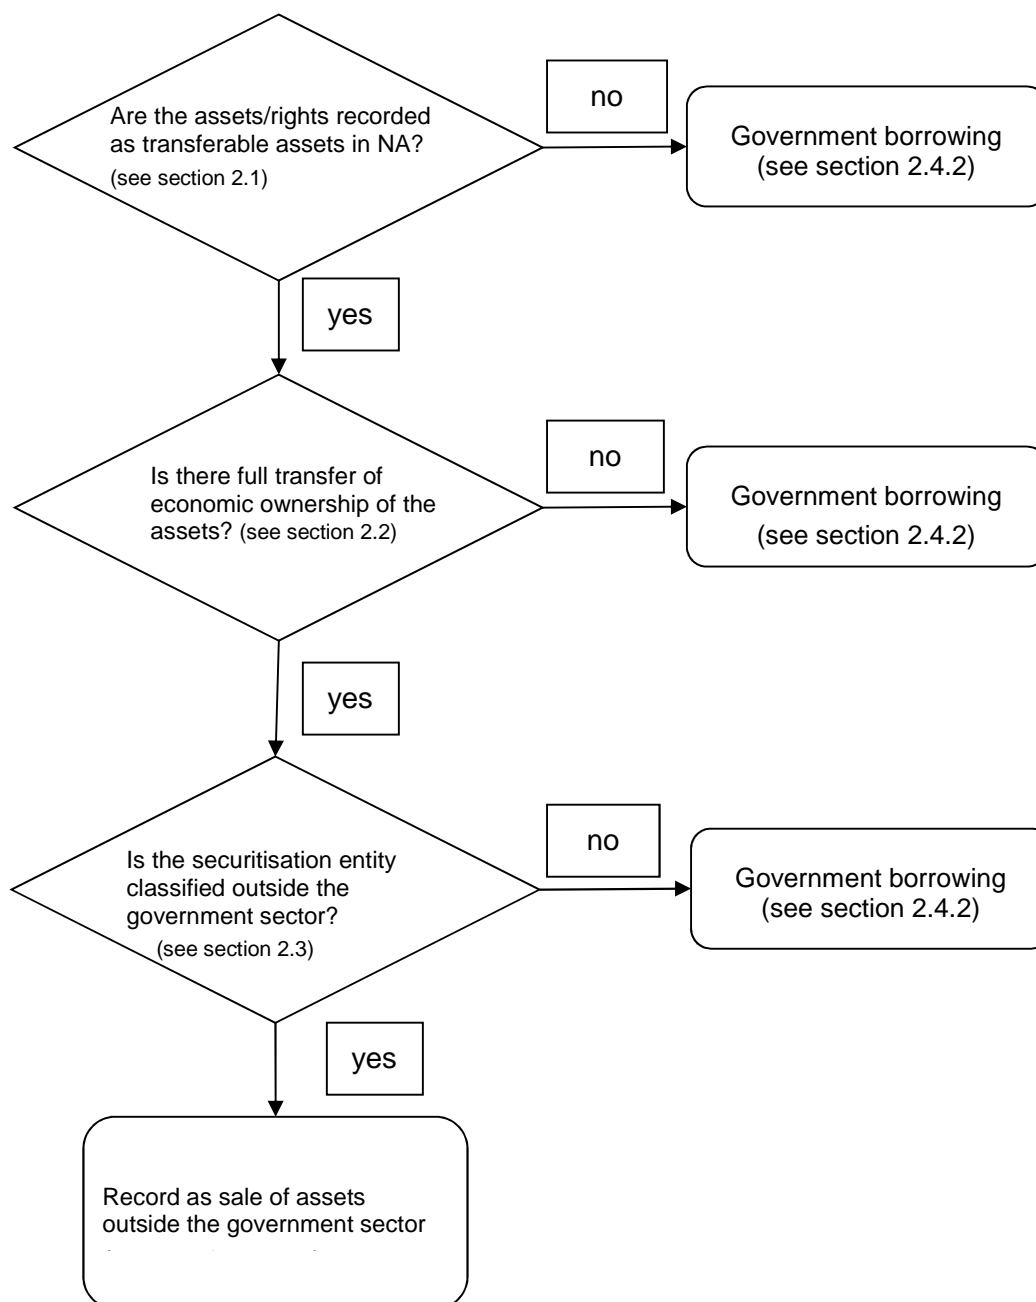 Are the assets/rights recorded
as transferable assets in NA?
(see section 2.1)
no
Government borrowing
(see section 2.4.2)
yes
Is there full transfer of
economic ownership of the
assets? (see section 2.2)
no
Government borrowing
(see section 2.4.2)
yes
Is the securitisation entity
classified outside the
government sector?
(see section 2.3)
no
Government borrowing
(see section 2.4.2)
yes
Record as sale of assets
outside the government sector